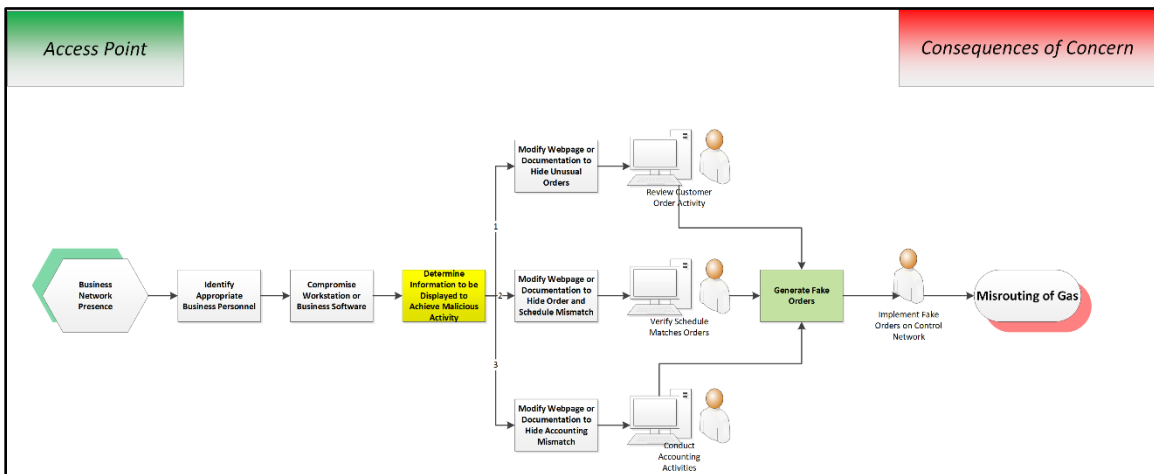 Access Point
Consequences of Concern
Modify Webpage or
Documentation to
Hide Unusual
Orders
Review Customer
Order Activity
1
Business
Network
Presence
Identify
Appropriate
Business Personnel
Compromise
Workstation or
Business Software
Determine
Information to be
Displayed to
Achieve Malicious
Activity
2
Modify Webpage or
Documentation to
Hide Order and
Schedule Mismatch
Verify Schedule
Matches Orders
Generate Fake
Orders
Implement Fake
Orders on Control
Network
Misrouting of Gas
3
Modify Webpage or
Documentation to
Hide Accounting
Mismatch
Conduct
Accounting
Activities